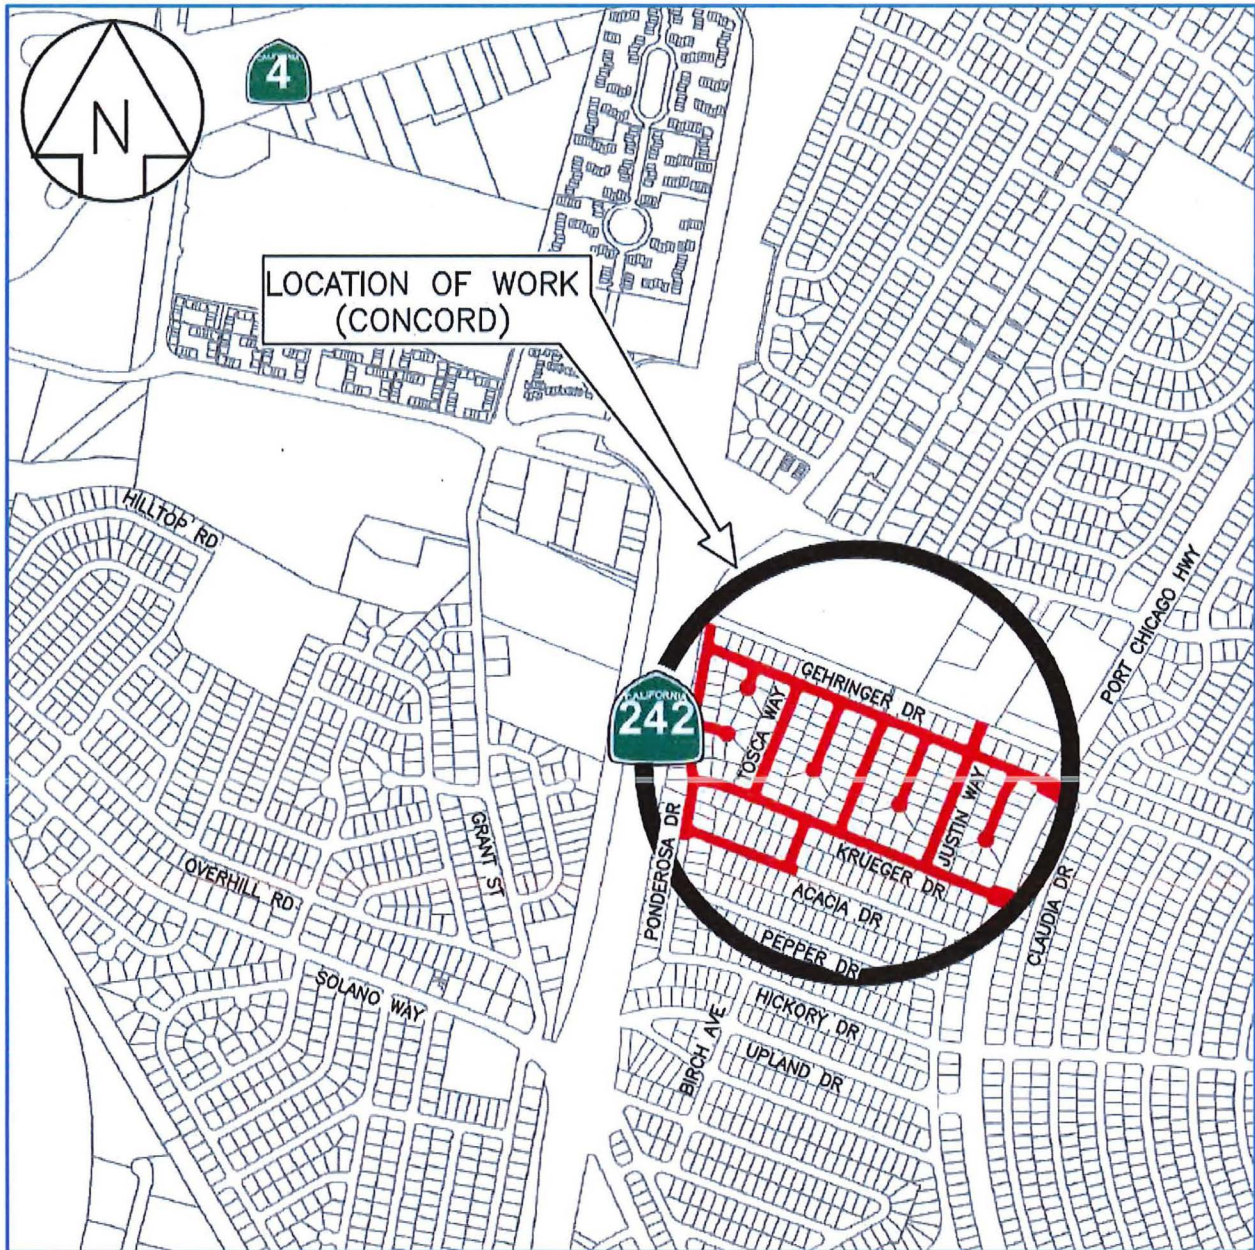 N
CALIFORNIA
4
LOCATION OF WORK
(CONCORD)
HILLTOP RD
PORT CHICAGO HWY
GEHRINGER DR
CALIFORNIA
242
TOSCA WAY
JUSTIN WAY
GRANT ST
PONDEROSA DR
KRUEGER DR
OVERHILL RD
ACACIA DR
CLAUDIA DR
PEPPER DR
SOLANO WAY
HICKORY DR
BIRCH AVE
UPLAND DR